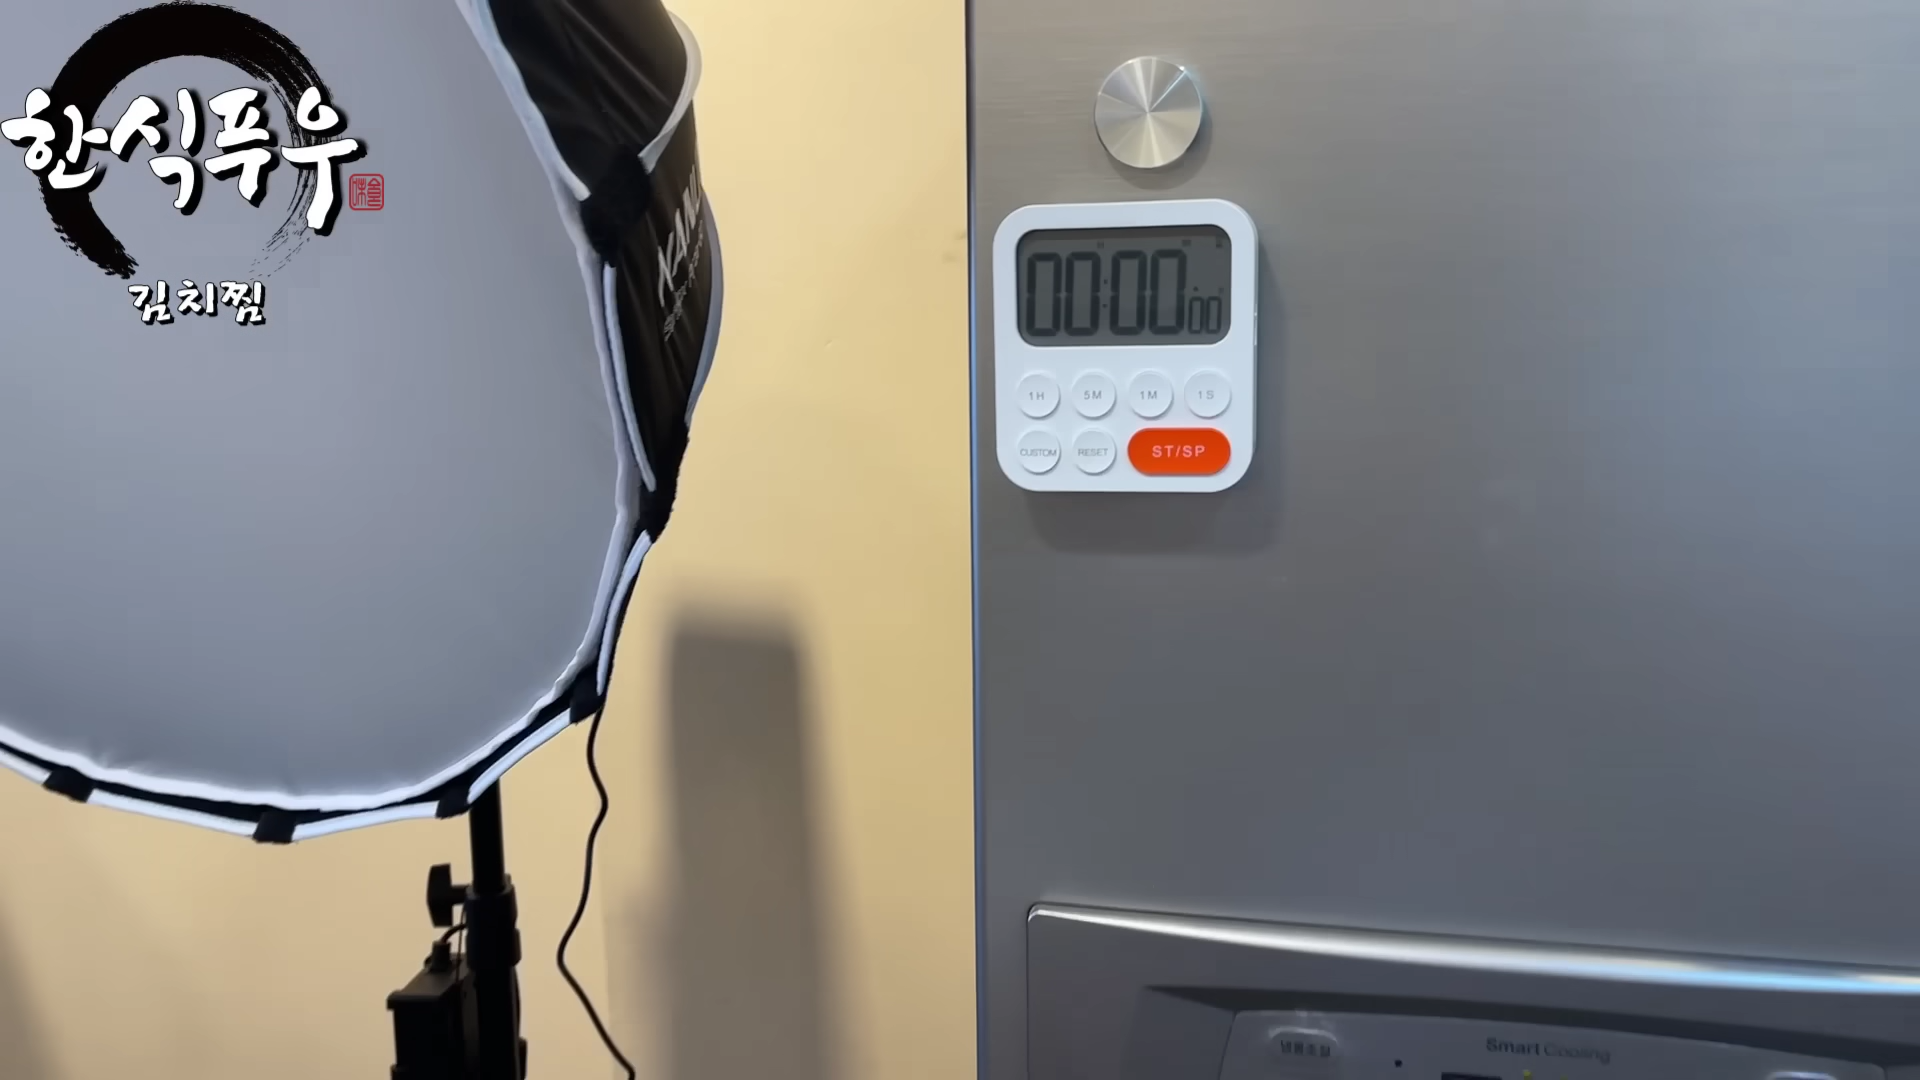 한식푸우
김치찜
00:00 00
1H 5M 1M 1S
CUSTOM RESET ST/SP
Smart Cooling